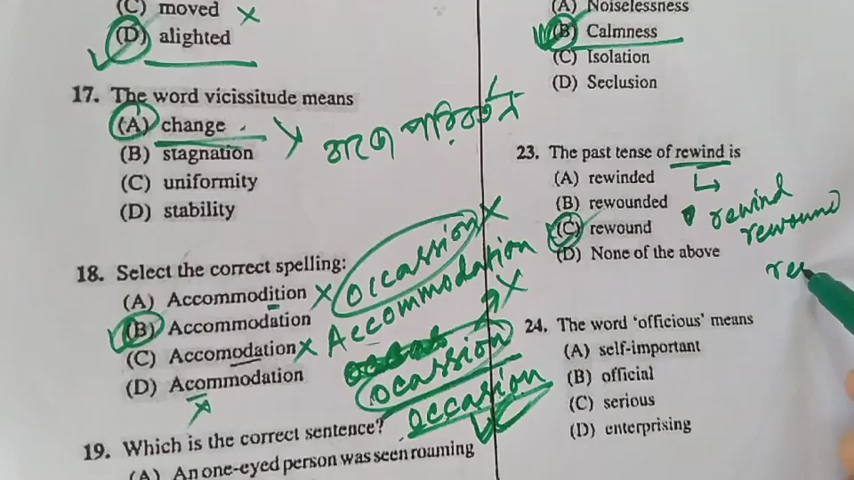 (C) moved
(D) alighted
17. The word vicissitude means
(A) change
(B) stagnation
(C) uniformity
(D) stability
18. Select the correct spelling:
(A) Accommodition
(B) Accommodation
(C) Accomodation
(D) Acommodation
19. Which is the correct sentence?
(A) An one-eyed person was seen roaming
পরিবর্তন
occassion
Accommodation
ocassion
occasion
(A) Noiselessness
(B) Calmness
(C) Isolation
(D) Seclusion
23. The past tense of rewind is
(A) rewinded
(B) rewounded
(C) rewound
(D) None of the above
rewind
rewound
24. The word 'officious' means
(A) self-important
(B) official
(C) serious
(D) enterprising